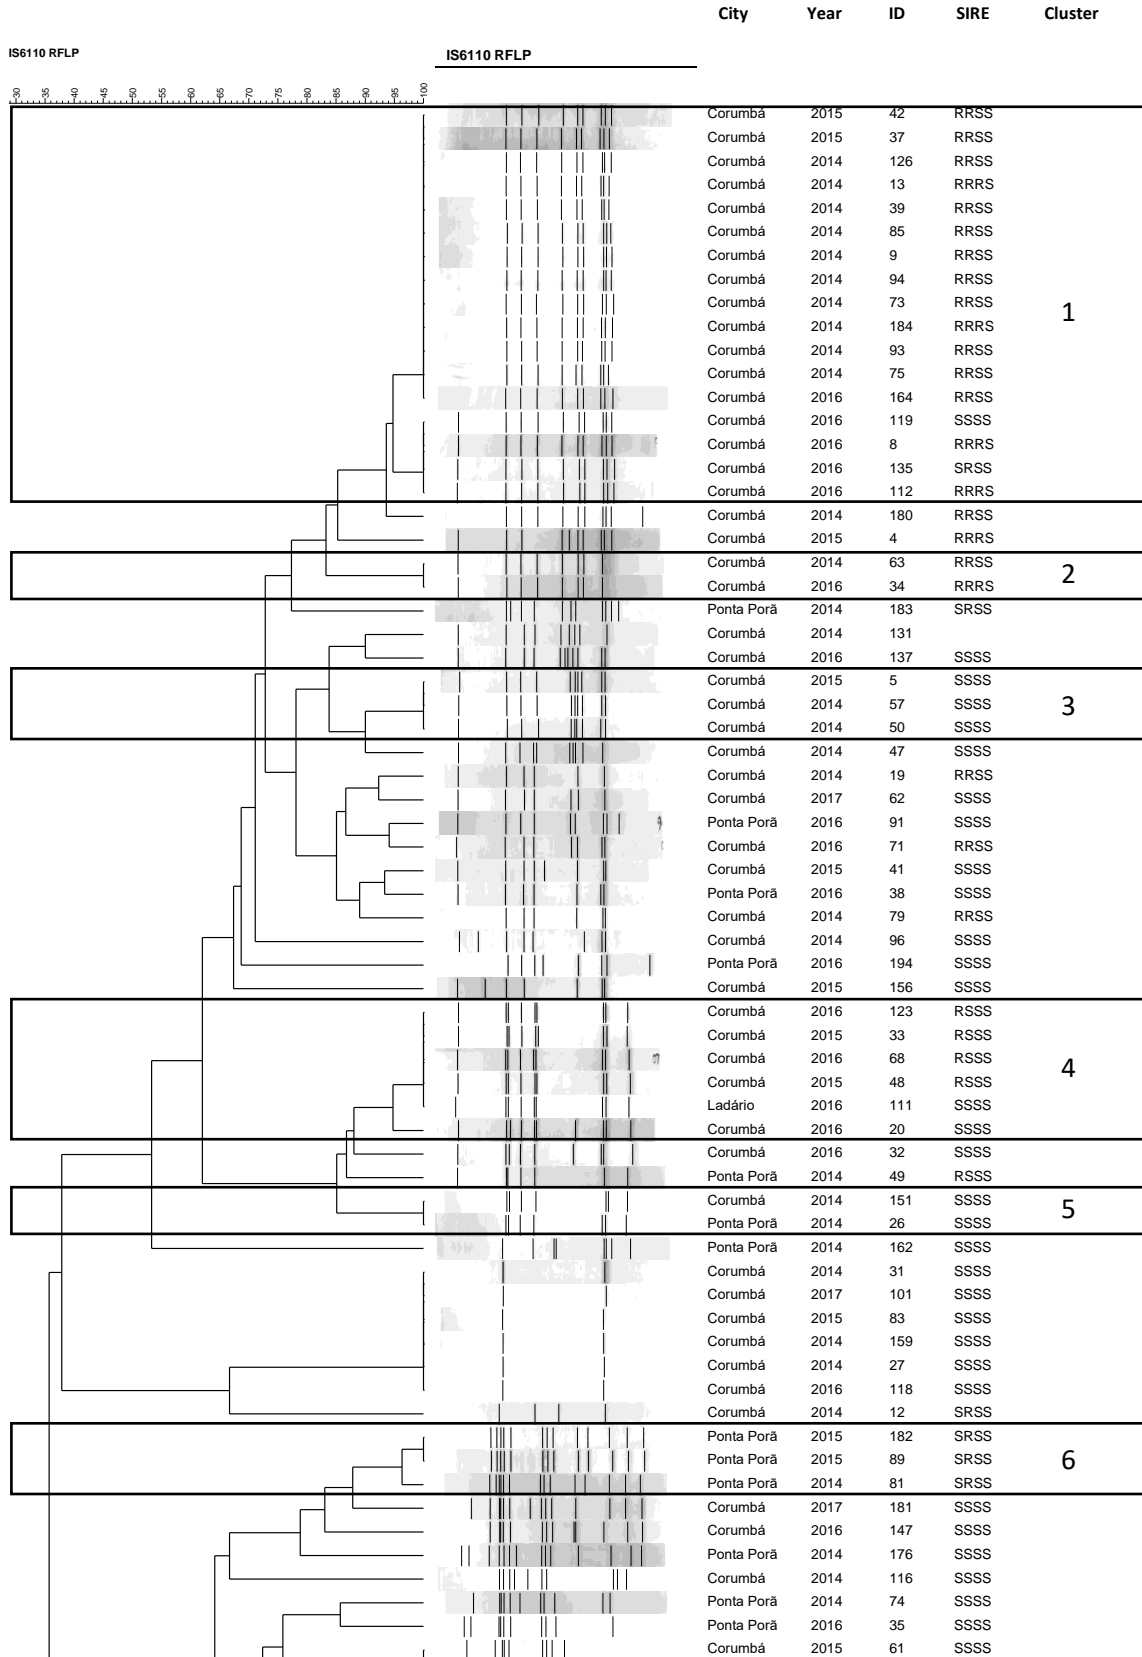 City Year ID SIRE Cluster
IS6110 RFLP IS6110 RFLP
30 35 40 45 50 55 60 65 70 75 80 85 90 95 100
Corumbá 2015 42 RRSS
Corumbá 2015 37 RRSS
Corumbá 2014 126 RRSS
Corumbá 2014 13 RRRS
Corumbá 2014 39 RRSS
Corumbá 2014 85 RRSS
Corumbá 2014 9 RRSS
Corumbá 2014 94 RRSS
Corumbá 2014 73 RRSS
1
Corumbá 2014 184 RRRS
Corumbá 2014 93 RRSS
Corumbá 2014 75 RRSS
Corumbá 2016 164 RRSS
Corumbá 2016 119 SSSS
Corumbá 2016 8 RRRS
Corumbá 2016 135 SRSS
Corumbá 2016 112 RRRS
Corumbá 2014 180 RRSS
Corumbá 2015 4 RRRS
Corumbá 2014 63 RRSS
2
Corumbá 2016 34 RRRS
Ponta Porã 2014 183 SRSS
Corumbá 2014 131
Corumbá 2016 137 SSSS
Corumbá 2015 5 SSSS
Corumbá 2014 57 SSSS 3
Corumbá 2014 50 SSSS
Corumbá 2014 47 SSSS
Corumbá 2014 19 RRSS
Corumbá 2017 62 SSSS
Ponta Porã 2016 91 SSSS
Corumbá 2016 71 RRSS
Corumbá 2015 41 SSSS
Ponta Porã 2016 38 SSSS
Corumbá 2014 79 RRSS
Corumbá 2014 96 SSSS
Ponta Porã 2016 194 SSSS
Corumbá 2015 156 SSSS
Corumbá 2016 123 RSSS
Corumbá 2015 33 RSSS
Corumbá 2016 68 RSSS
4
Corumbá 2015 48 RSSS
Ladário 2016 111 SSSS
Corumbá 2016 20 SSSS
Corumbá 2016 32 SSSS
Ponta Porã 2014 49 RSSS
Corumbá 2014 151 SSSS
5
Ponta Porã 2014 26 SSSS
Ponta Porã 2014 162 SSSS
Corumbá 2014 31 SSSS
Corumbá 2017 101 SSSS
Corumbá 2015 83 SSSS
Corumbá 2014 159 SSSS
Corumbá 2014 27 SSSS
Corumbá 2016 118 SSSS
Corumbá 2014 12 SRSS
Ponta Porã 2015 182 SRSS
Ponta Porã 2015 89 SRSS 6
Ponta Porã 2014 81 SRSS
Corumbá 2017 181 SSSS
Corumbá 2016 147 SSSS
Ponta Porã 2014 176 SSSS
Corumbá 2014 116 SSSS
Ponta Porã 2014 74 SSSS
Ponta Porã 2016 35 SSSS
Corumbá 2015 61 SSSS